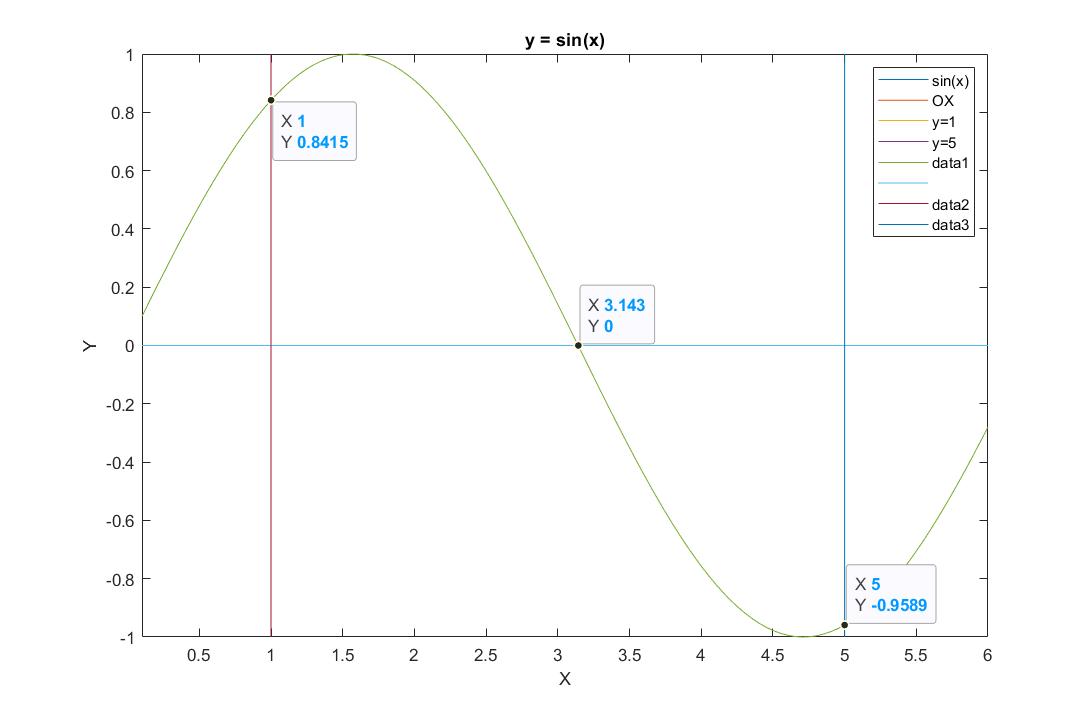 y = sin(x)
sin(x)
OX
y=1
y=5
data1
data2
data3
X 1
Y 0.8415
X 3.143
Y 0
X 5
Y -0.9589
1
0.8
0.6
0.4
0.2
0
-0.2
-0.4
-0.6
-0.8
-1
Y
0.5 1 1.5 2 2.5 3 3.5 4 4.5 5 5.5 6
X